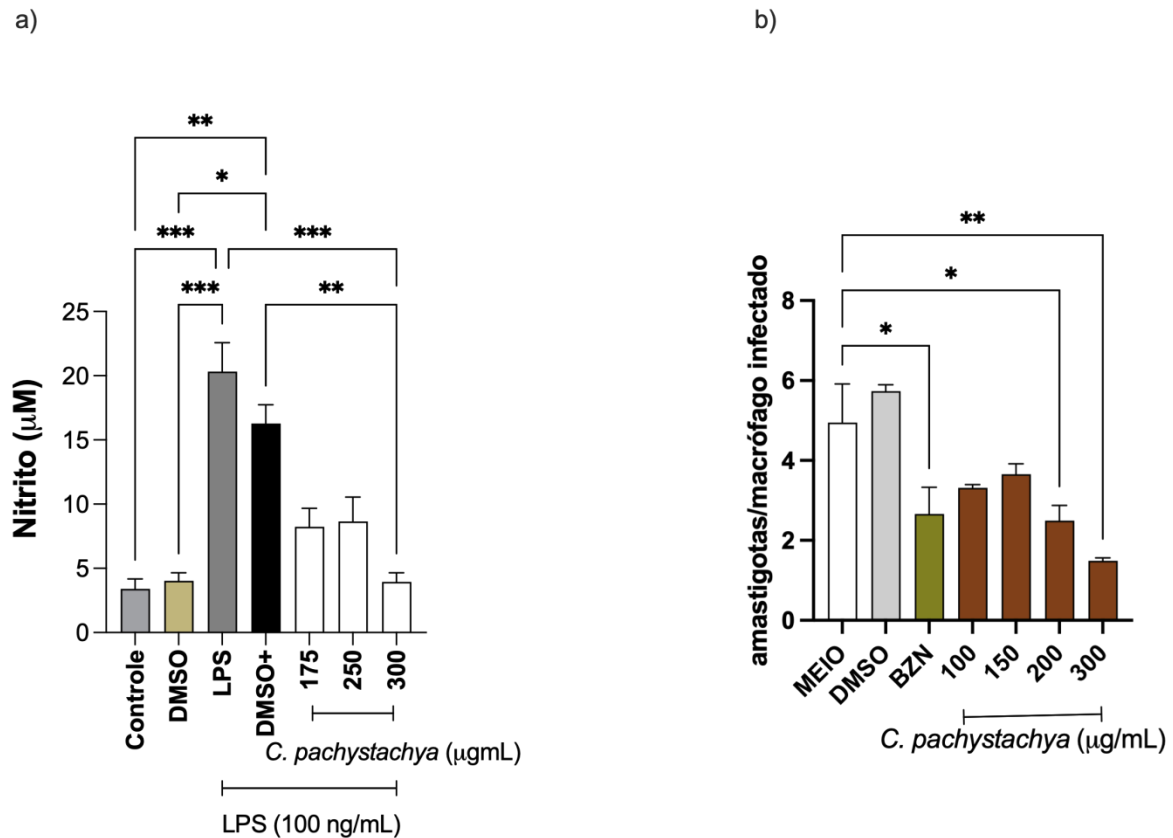 a)
**
*
***
***
***
**
Nitrito (μM)
25
20
15
10
5
0
Controle
DMSO
LPS
DMSO+
175
250
300
C. pachystachya (μgmL)
LPS (100 ng/mL)
b)
**
*
*
amastigotas/macrófago infectado
8
6
4
2
0
MEIO
DMSO
BZN
100
150
200
300
C. pachystachya (μg/mL)